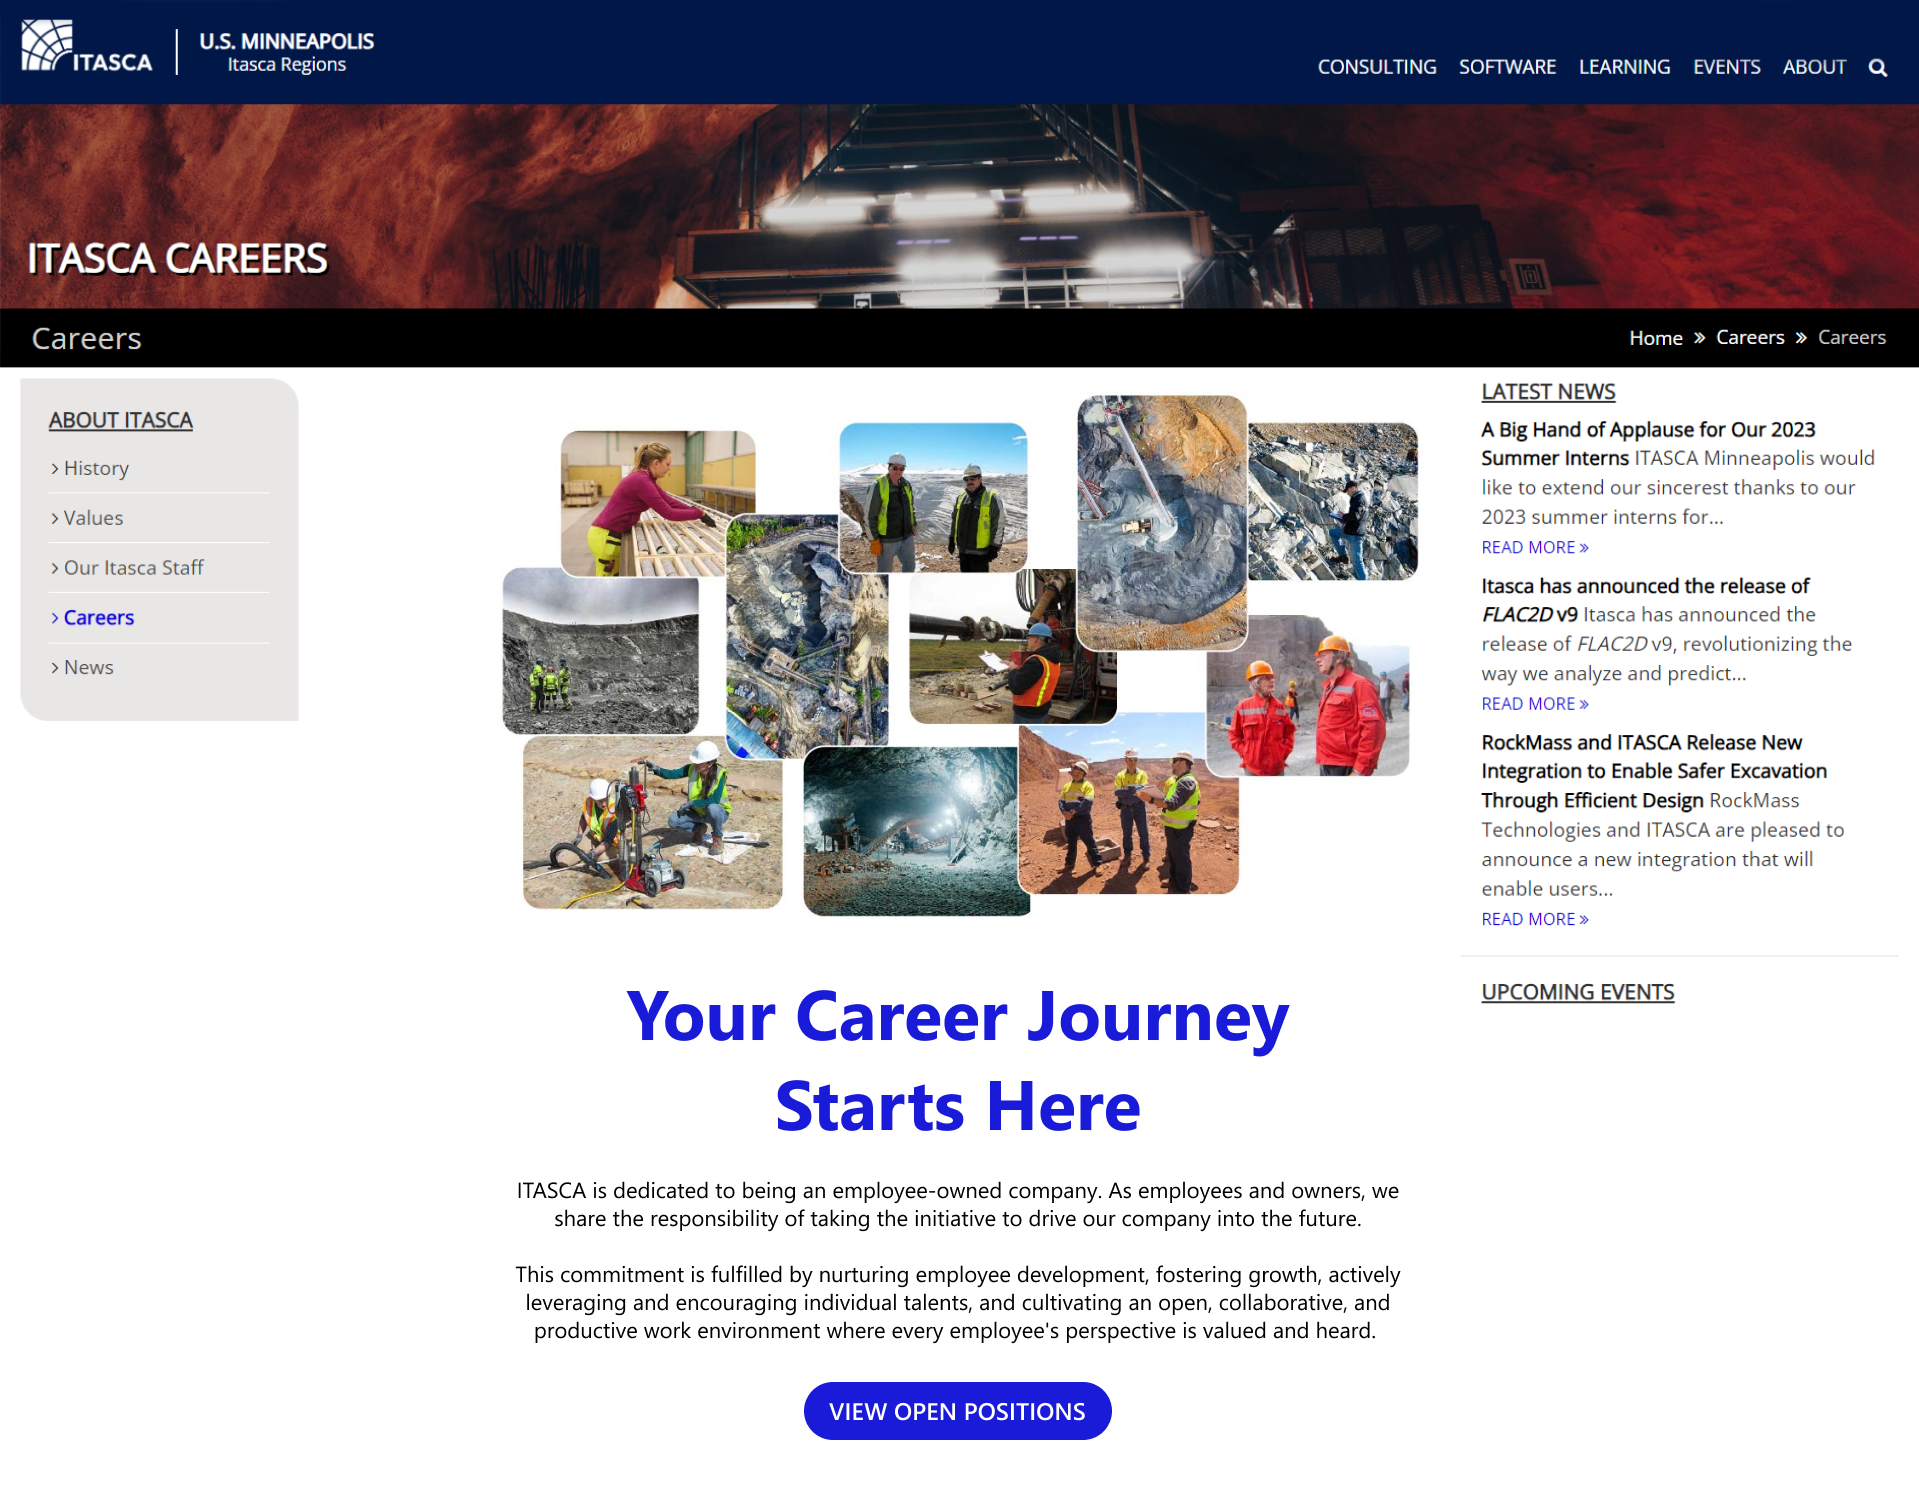 ITASCA
U.S. MINNEAPOLIS
Itasca Regions
CONSULTING SOFTWARE LEARNING EVENTS ABOUT
ITASCA CAREERS
Careers
Home » Careers » Careers
ABOUT ITASCA
> History
> Values
> Our Itasca Staff
> Careers
> News
LATEST NEWS
A Big Hand of Applause for Our 2023
Summer Interns ITASCA Minneapolis would
like to extend our sincerest thanks to our
2023 summer interns for...
READ MORE »
Itasca has announced the release of
FLAC2D v9 Itasca has announced the
release of FLAC2D v9, revolutionizing the
way we analyze and predict...
READ MORE »
RockMass and ITASCA Release New
Integration to Enable Safer Excavation
Through Efficient Design RockMass
Technologies and ITASCA are pleased to
announce a new integration that will
enable users...
READ MORE »
UPCOMING EVENTS
Your Career Journey
Starts Here
ITASCA is dedicated to being an employee-owned company. As employees and owners, we
share the responsibility of taking the initiative to drive our company into the future.
This commitment is fulfilled by nurturing employee development, fostering growth, actively
leveraging and encouraging individual talents, and cultivating an open, collaborative, and
productive work environment where every employee's perspective is valued and heard.
VIEW OPEN POSITIONS